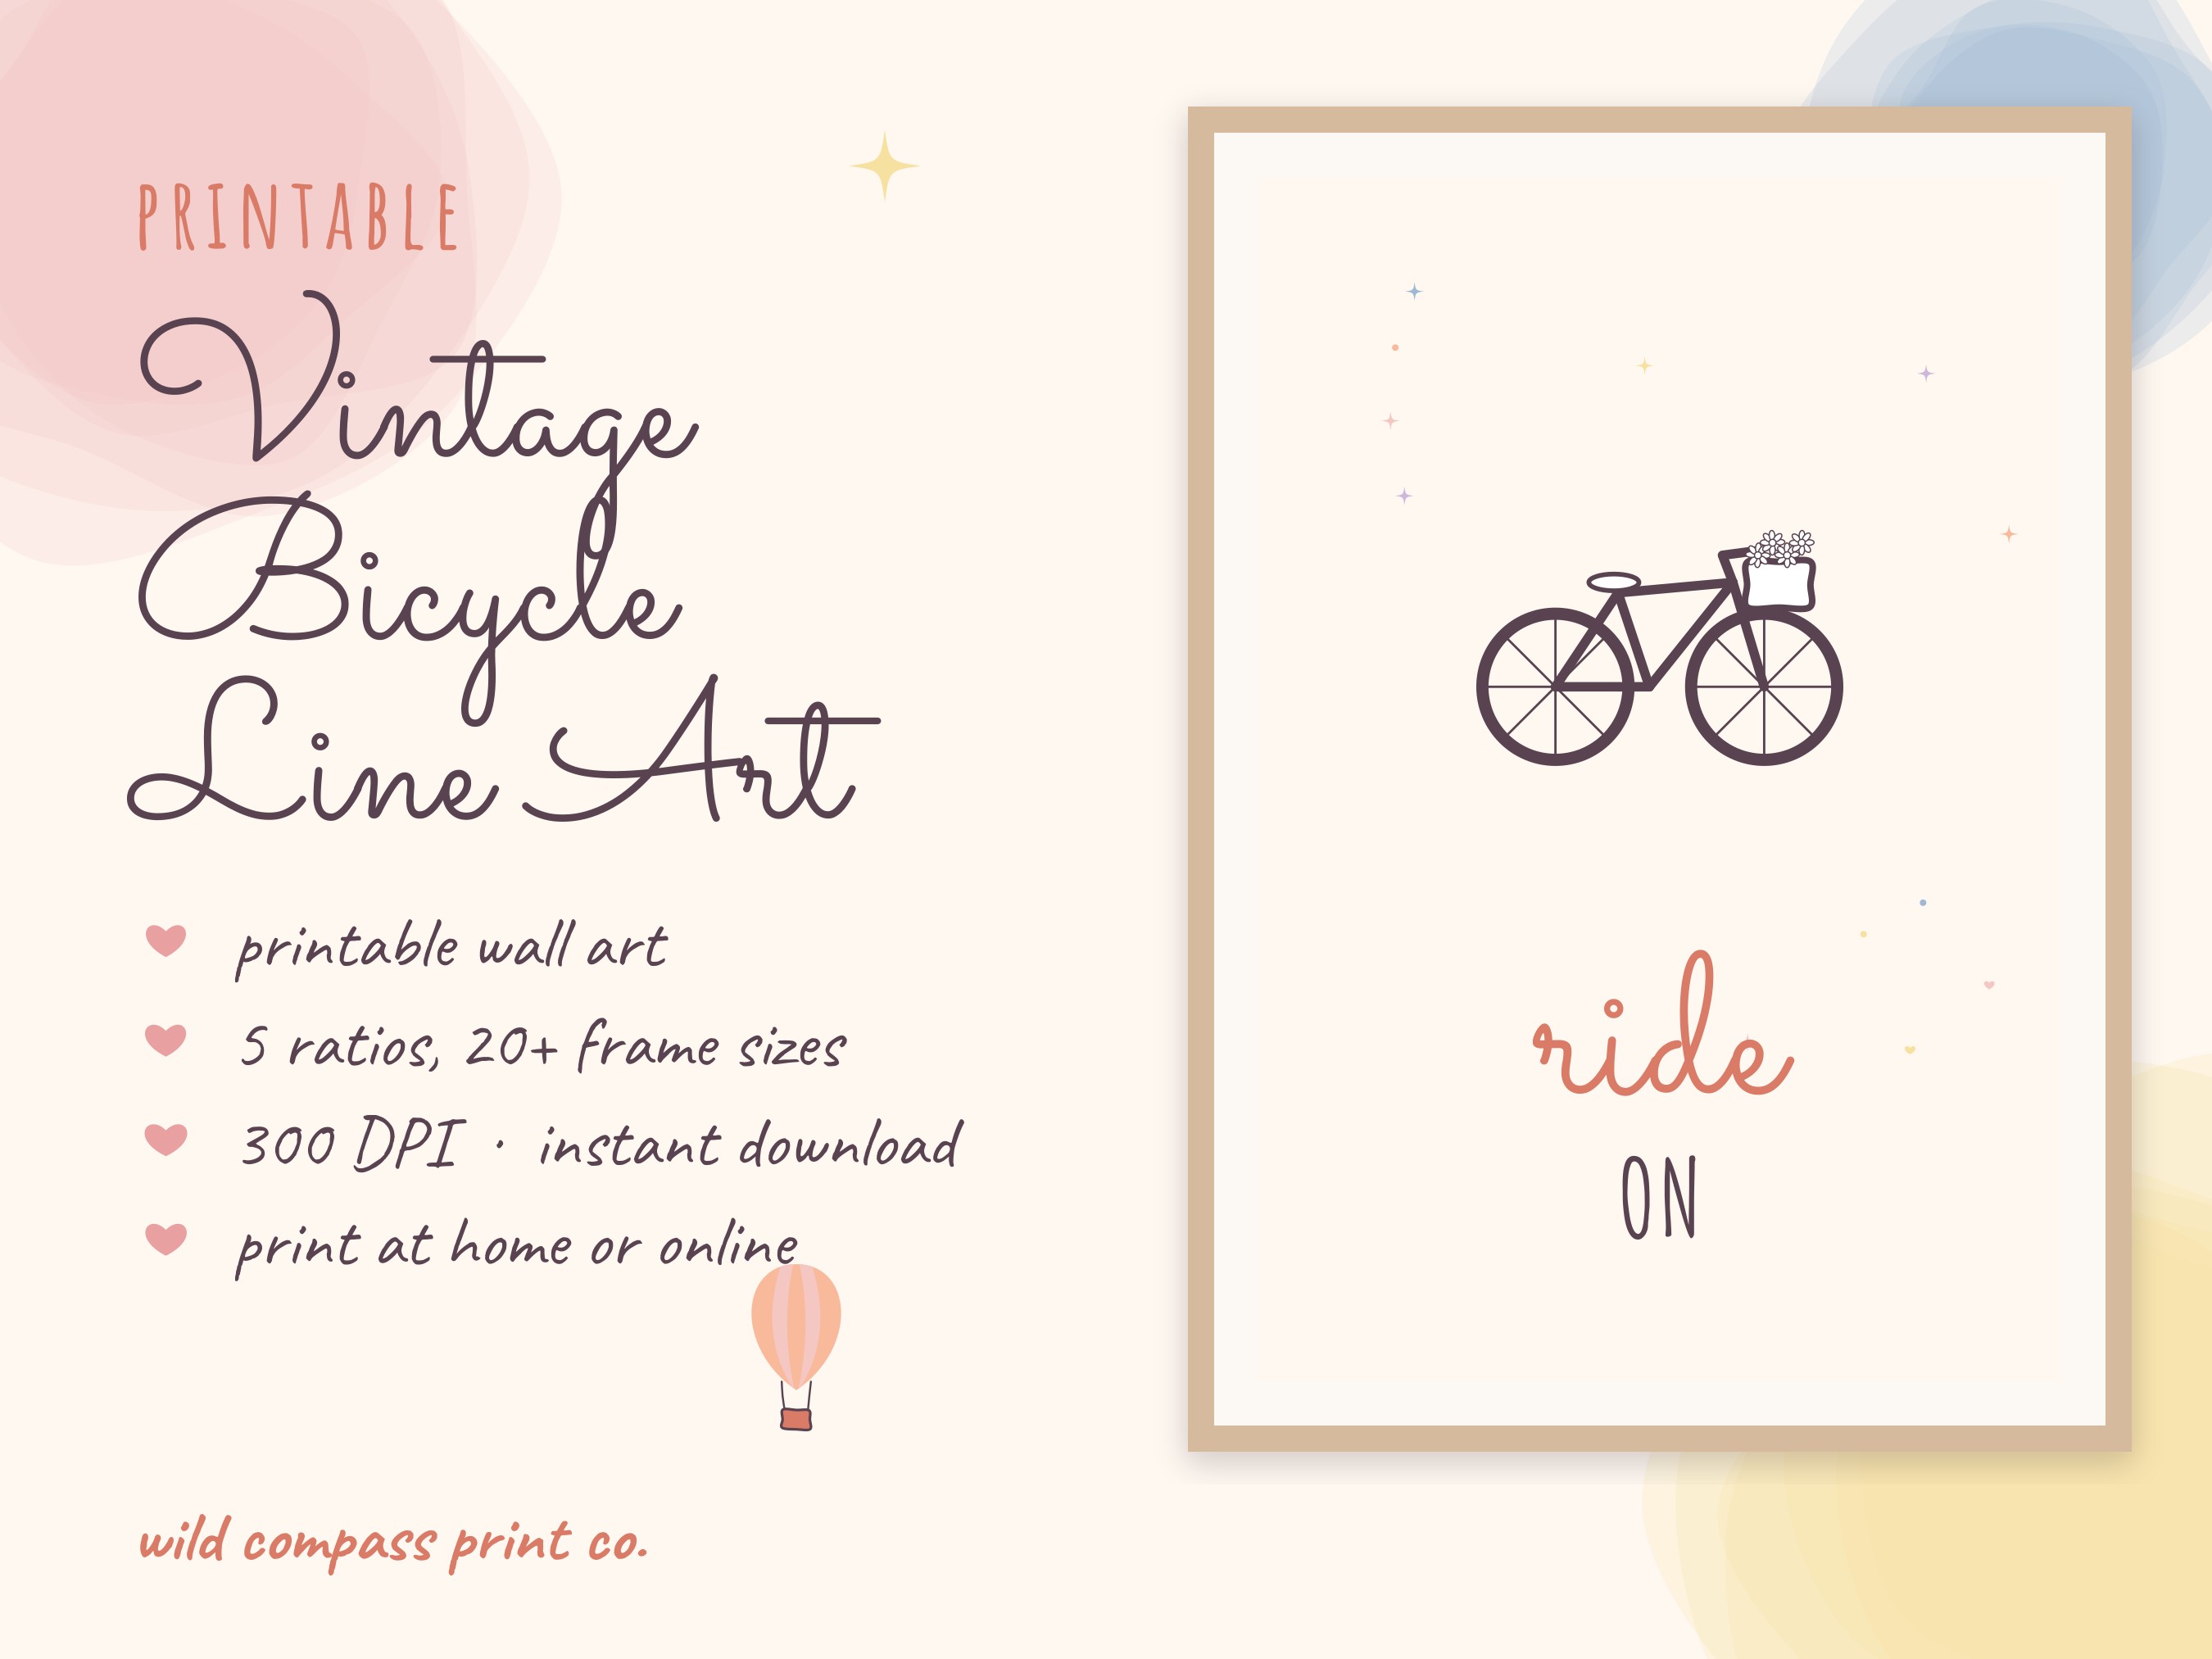 PRINTABLE
Vintage
Bicycle
Line Art
printable wall art
5 ratios, 20+ frame sizes
300 DPI · instant download
print at home or online
wild compass print co.
ride
ON